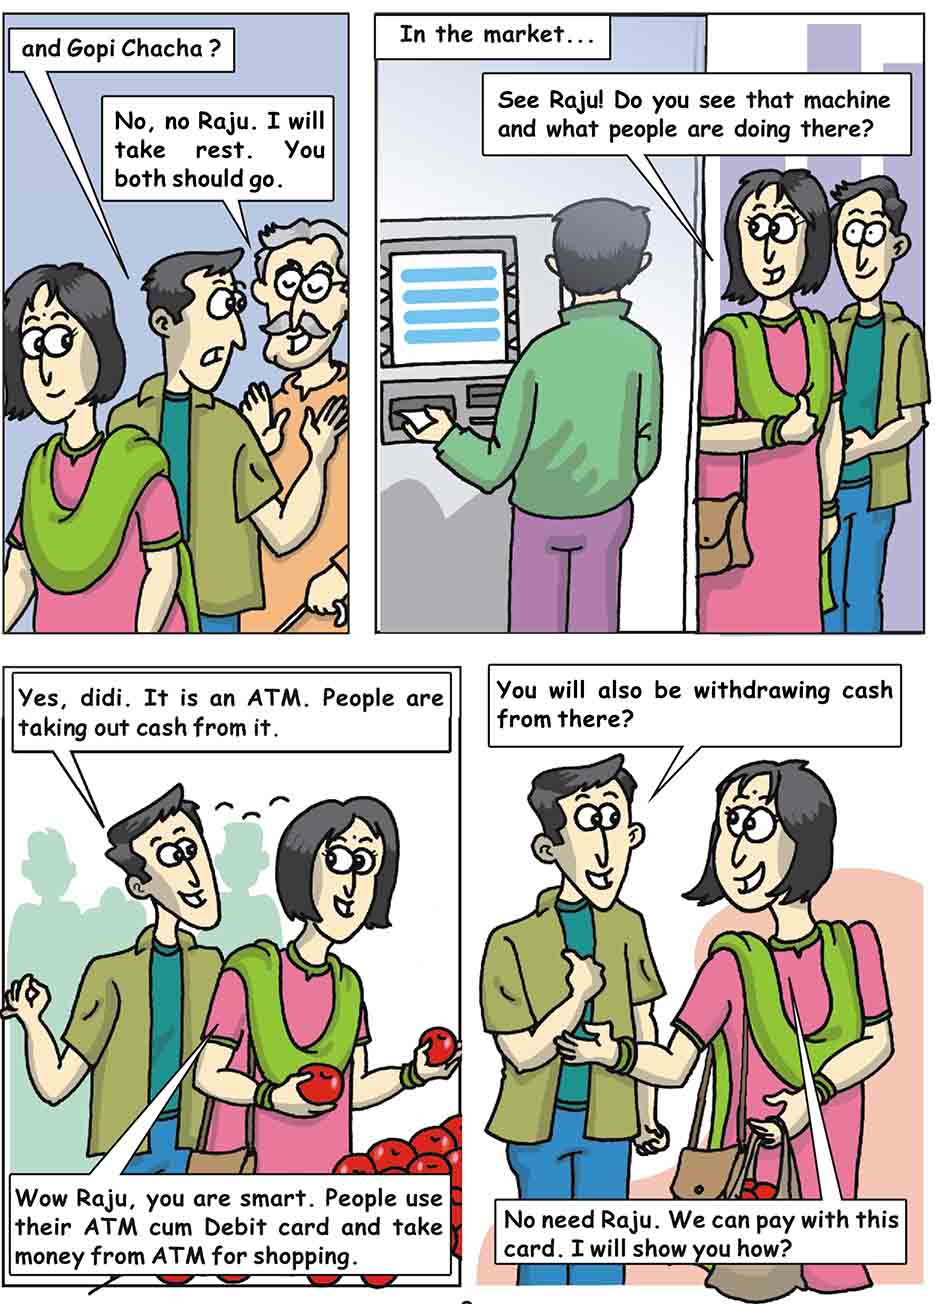 and Gopi Chacha ?
No, no Raju. I will
take rest. You
both should go.
In the market...
See Raju! Do you see that machine
and what people are doing there?
Yes, didi. It is an ATM. People are
taking out cash from it.
Wow Raju, you are smart. People use
their ATM cum Debit card and take
money from ATM for shopping.
You will also be withdrawing cash
from there?
No need Raju. We can pay with this
card. I will show you how?